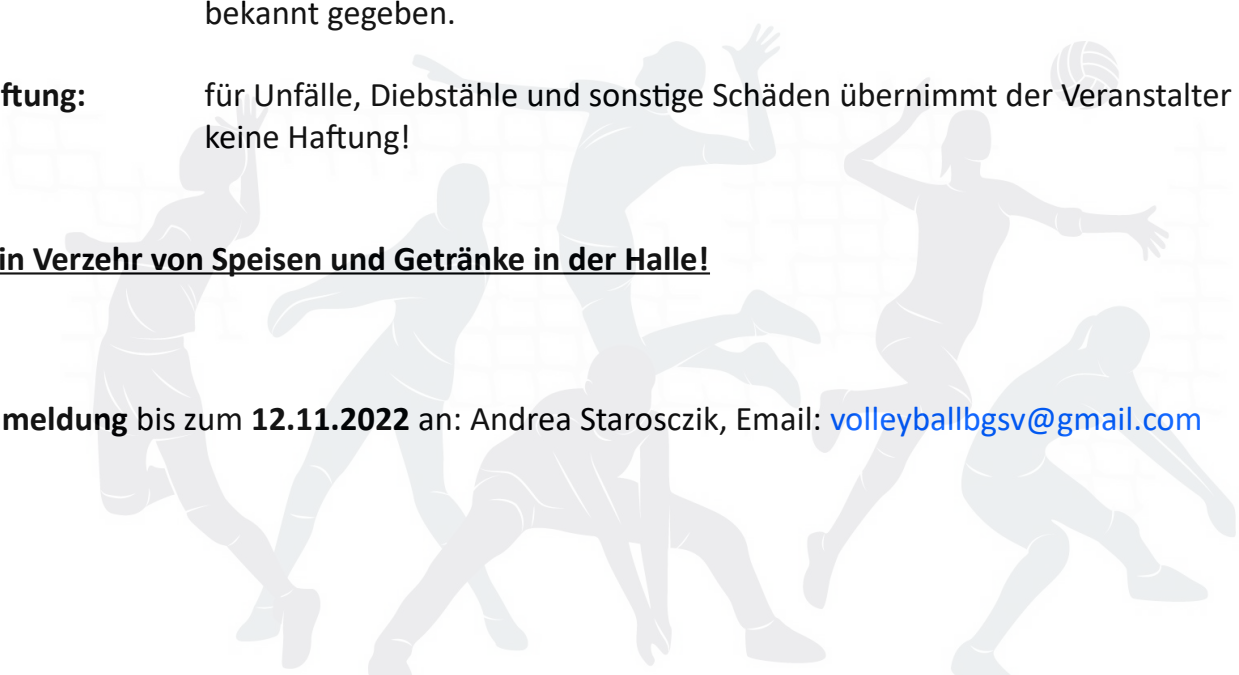 bekannt gegeben.
ftung: für Unfälle, Diebstähle und sonstige Schäden übernimmt der Veranstalter
keine Haftung!
in Verzehr von Speisen und Getränke in der Halle!
meldung bis zum 12.11.2022 an: Andrea Starosczik, Email: volleyballbgsv@gmail.com